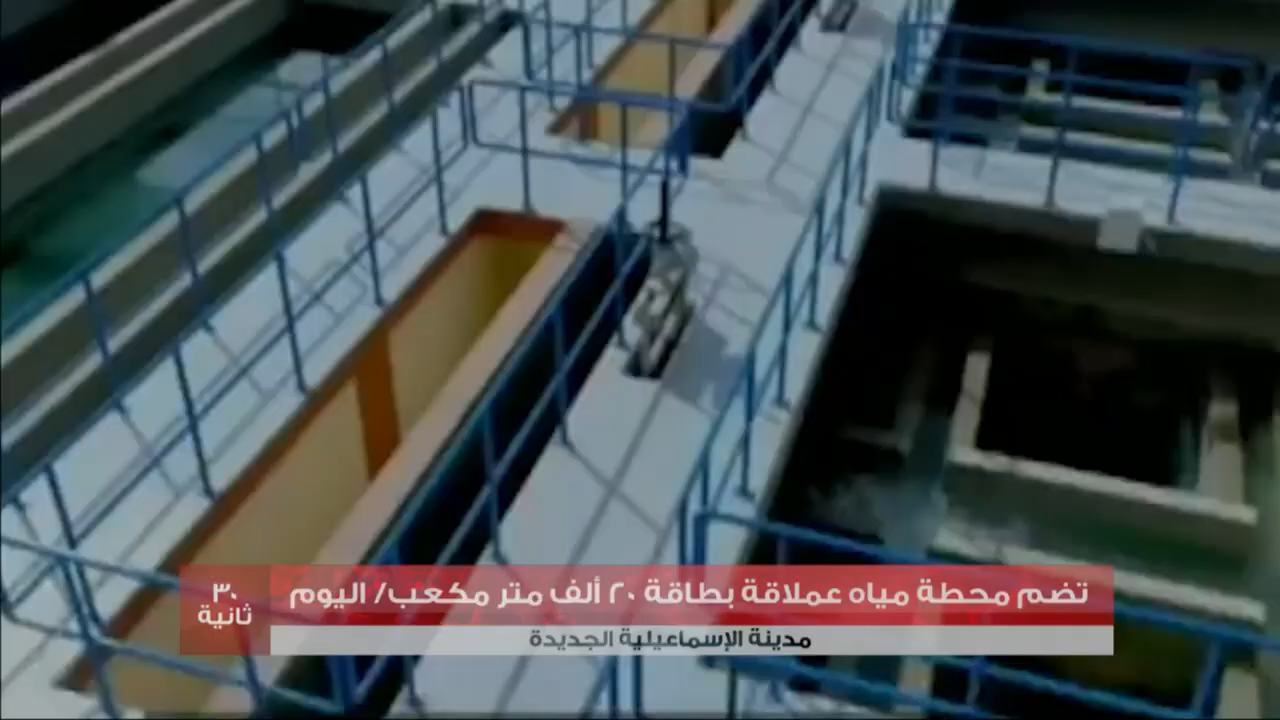 تضم محطة مياه عملاقة بطاقة ٢٠ ألف متر مكعب/ اليوم
مدينة الإسماعيلية الجديدة
٣٠
ثانية